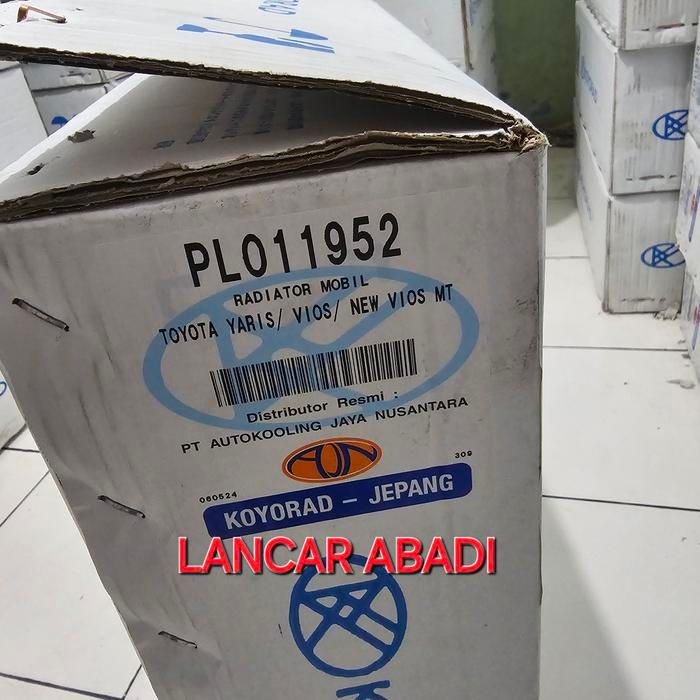 PL011952
RADIATOR MOBIL
TOYOTA YARIS/ VIOS/ NEW VIOS MT
Distributor Resmi :
PT AUTOKOOLING JAYA NUSANTARA
AJN
060524
309
KOYORAD – JEPANG
LANCAR ABADI